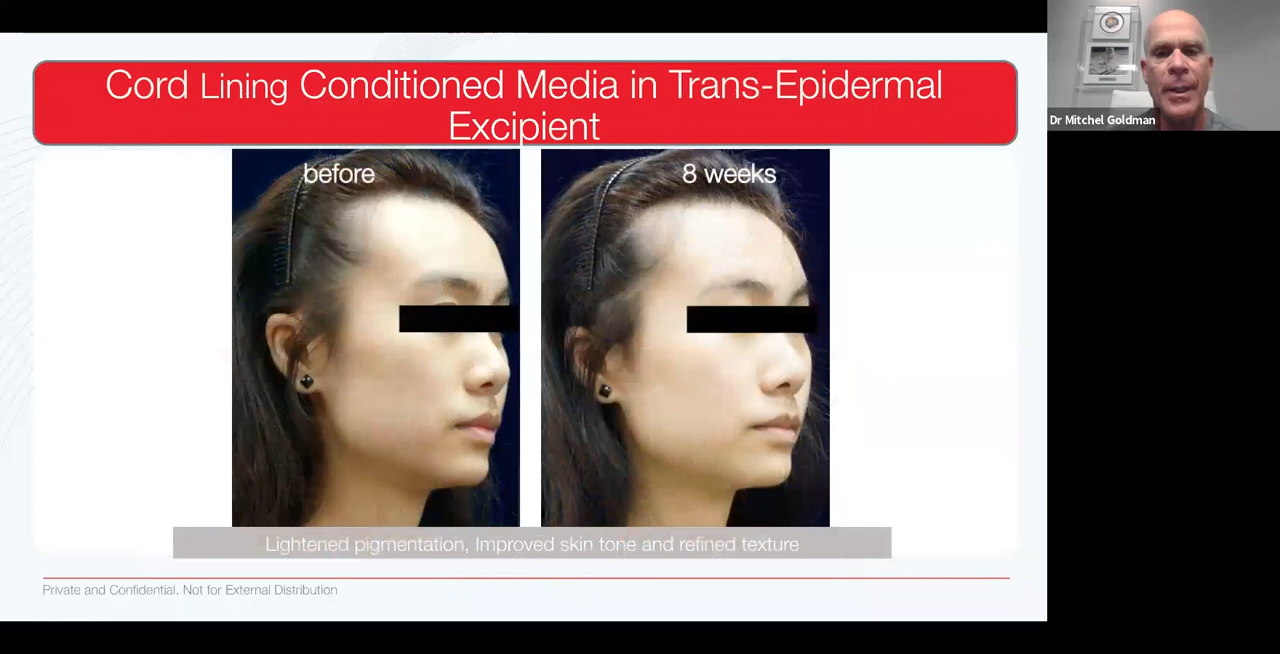 Cord Lining Conditioned Media in Trans-Epidermal
Excipient
before
8 weeks
Lightened pigmentation, Improved skin tone and refined texture
Private and Confidential. Not for External Distribution
Dr Mitchel Goldman